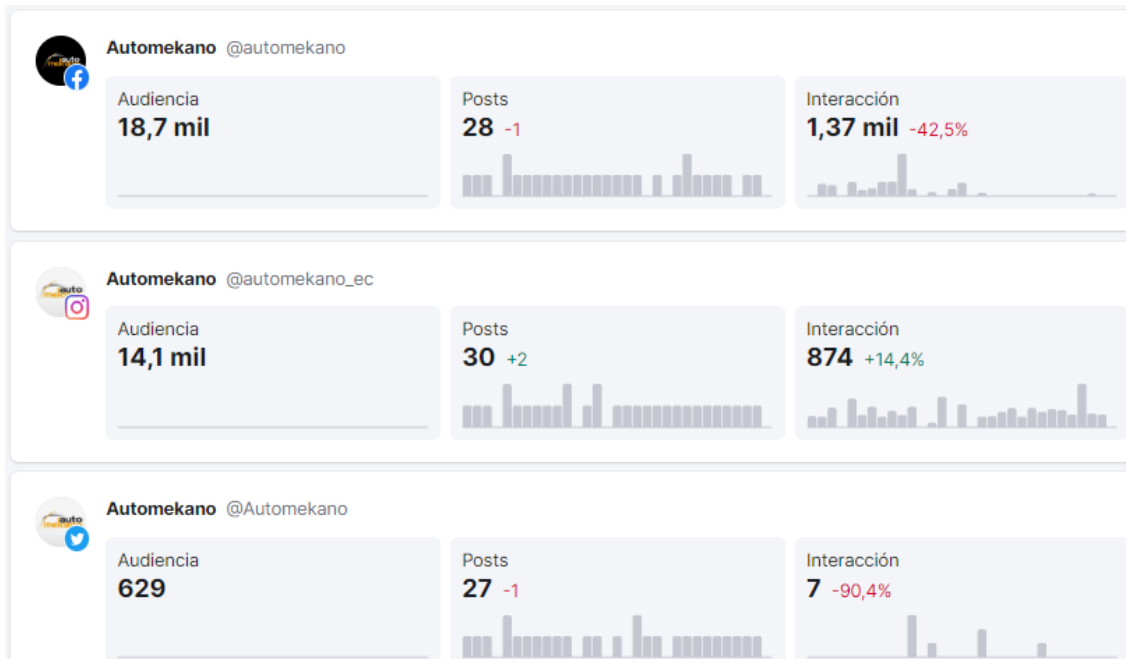 Automekano @automekano
Audiencia
18,7 mil
Posts
28 -1
Interacción
1,37 mil -42,5%
Automekano @automekano_ec
Audiencia
14,1 mil
Posts
30 +2
Interacción
874 +14,4%
Automekano @Automekano
Audiencia
629
Posts
27 -1
Interacción
7 -90,4%